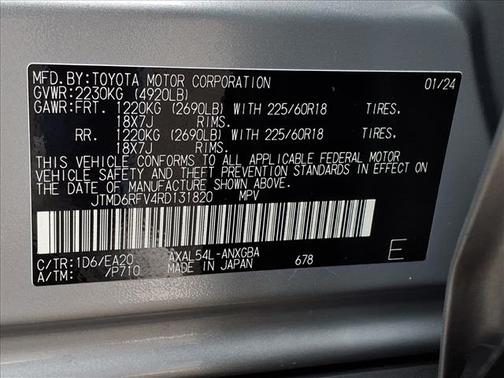 MFD.BY:TOYOTA MOTOR CORPORATION 01/24
GVWR:2230KG (4920LB)
GAWR:FRT. 1220KG (2690LB) WITH 225/60R18 TIRES.
18X7J RIMS.
RR. 1220KG (2690LB) WITH 225/60R18 TIRES.
18X7J RIMS.
THIS VEHICLE CONFORMS TO ALL APPLICABLE FEDERAL MOTOR
VEHICLE SAFETY AND THEFT PREVENTION STANDARDS IN EFFECT ON
THE DATE OF MANUFACTURE SHOWN ABOVE.
JTMD6RFV4RD131820 MPV
C/TR:1D6/EA20 AXAL54L-ANXGBA E
A/TM: /P710 MADE IN JAPAN 678